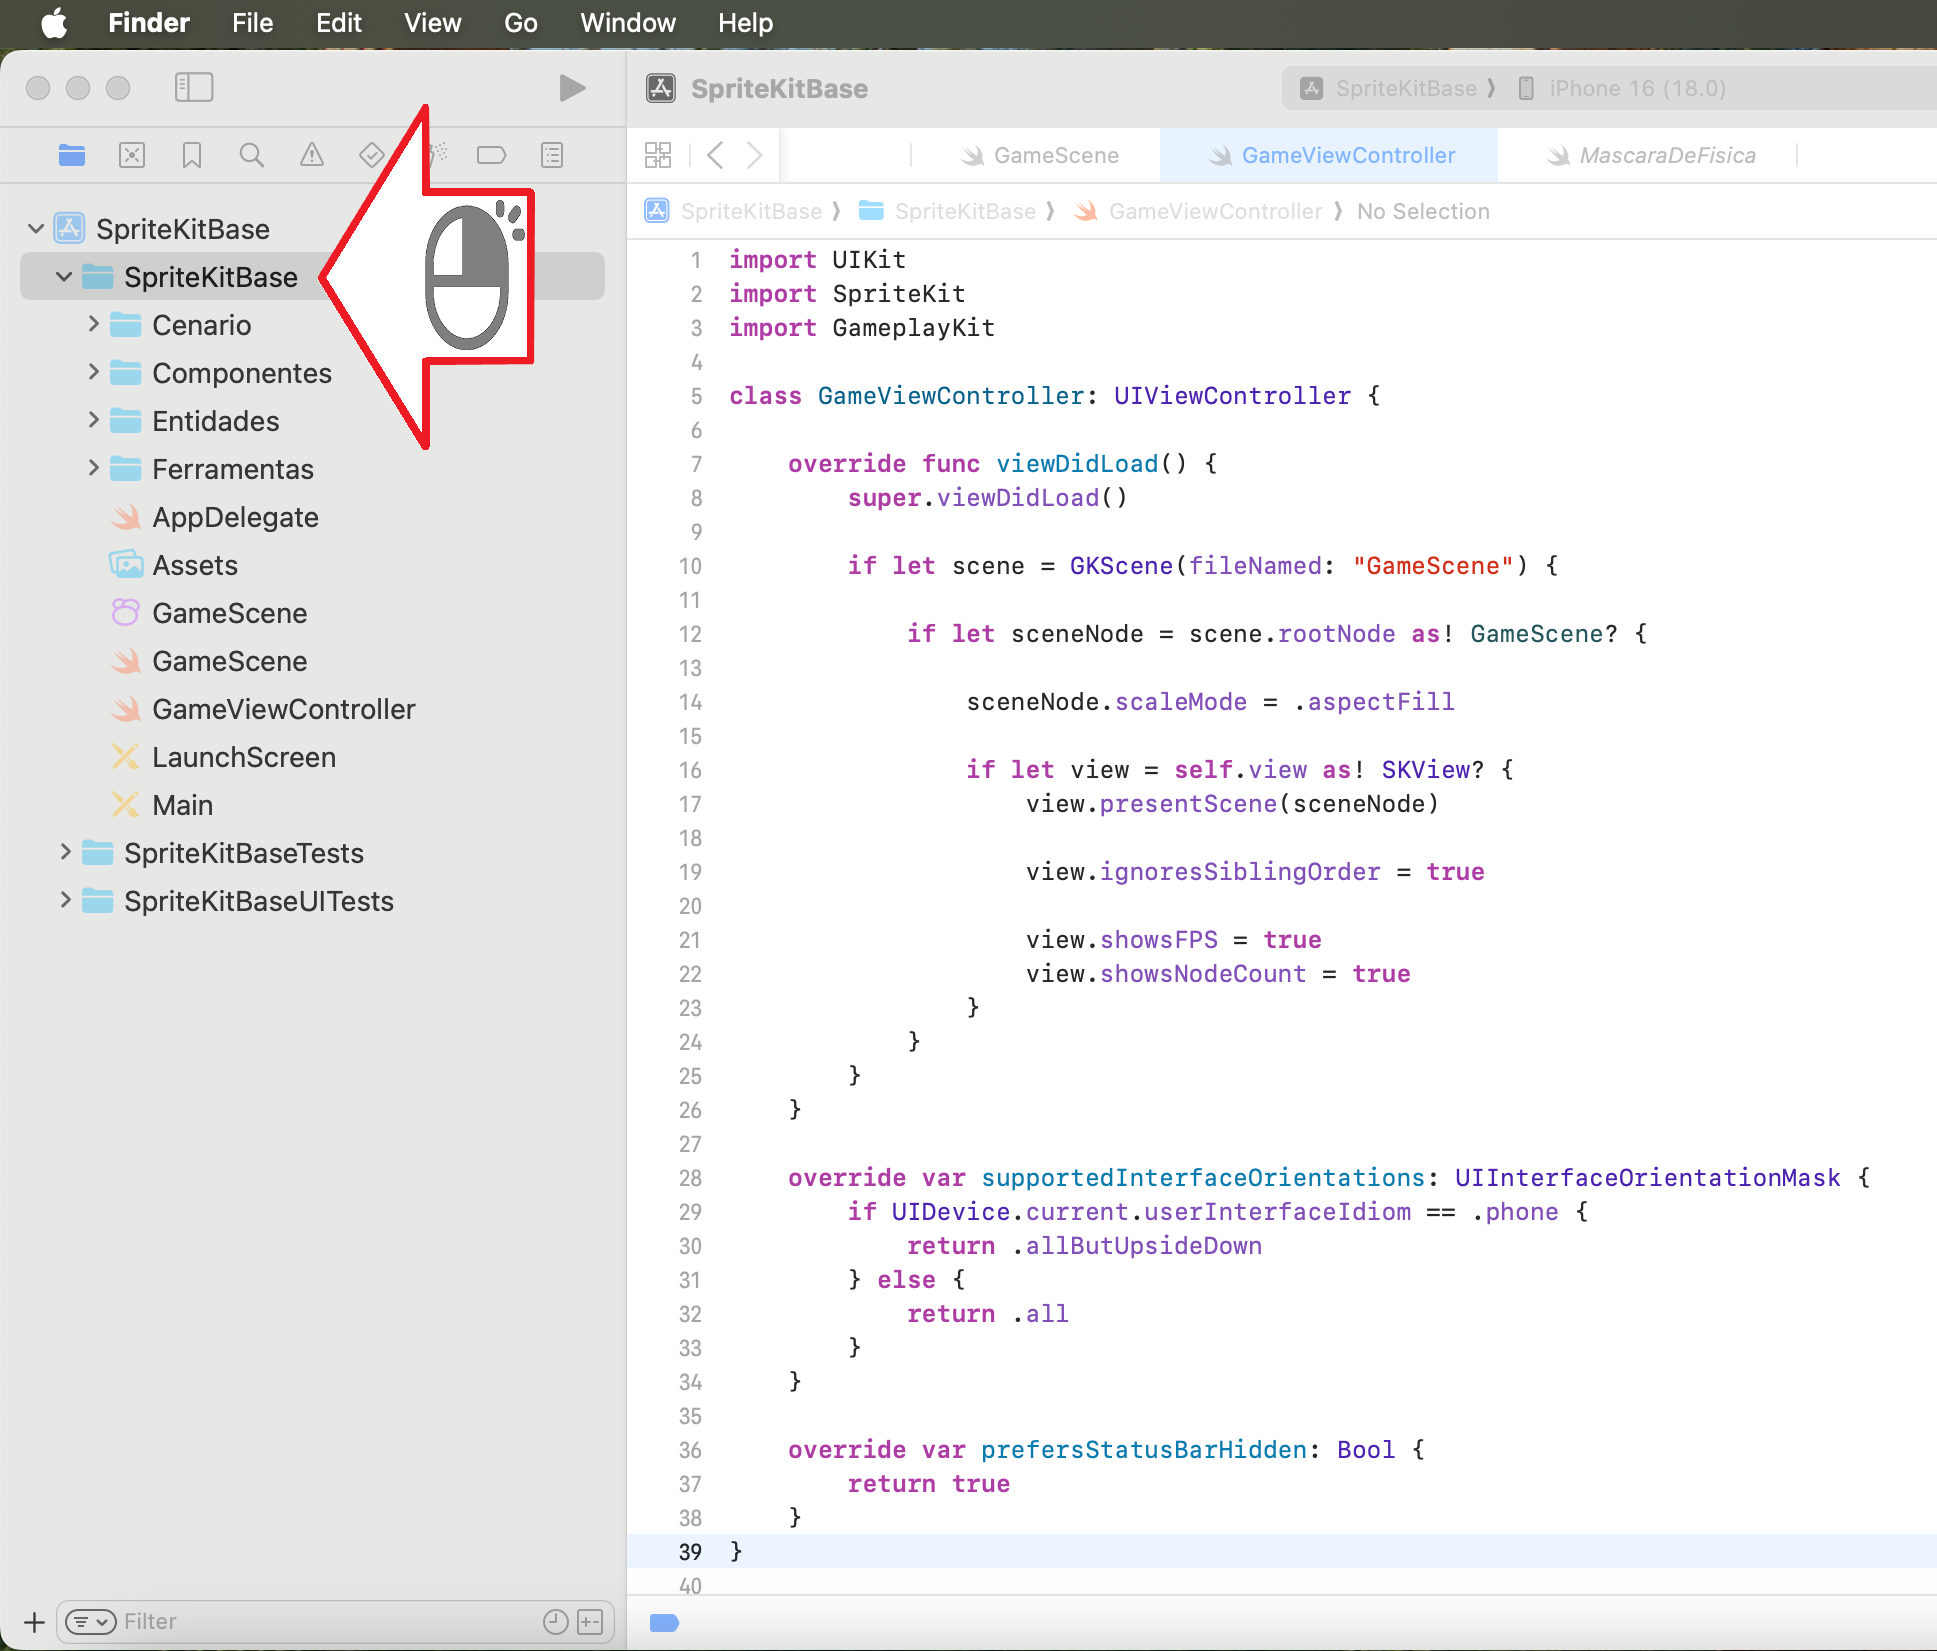 Finder File Edit View Go Window Help
SpriteKitBase
SpriteKitBase ⟩ iPhone 16 (18.0)
GameScene
GameViewController
MascaraDeFisica
SpriteKitBase ⟩ SpriteKitBase ⟩ GameViewController ⟩ No Selection
SpriteKitBase
SpriteKitBase
Cenario
Componentes
Entidades
Ferramentas
AppDelegate
Assets
GameScene
GameScene
GameViewController
LaunchScreen
Main
SpriteKitBaseTests
SpriteKitBaseUITests
Filter
1 import UIKit
2 import SpriteKit
3 import GameplayKit
4
5 class GameViewController: UIViewController {
6
7 override func viewDidLoad() {
8 super.viewDidLoad()
9
10 if let scene = GKScene(fileNamed: "GameScene") {
11
12 if let sceneNode = scene.rootNode as! GameScene? {
13
14 sceneNode.scaleMode = .aspectFill
15
16 if let view = self.view as! SKView? {
17 view.presentScene(sceneNode)
18
19 view.ignoresSiblingOrder = true
20
21 view.showsFPS = true
22 view.showsNodeCount = true
23 }
24 }
25 }
26 }
27
28 override var supportedInterfaceOrientations: UIInterfaceOrientationMask {
29 if UIDevice.current.userInterfaceIdiom == .phone {
30 return .allButUpsideDown
31 } else {
32 return .all
33 }
34 }
35
36 override var prefersStatusBarHidden: Bool {
37 return true
38 }
39 }
40